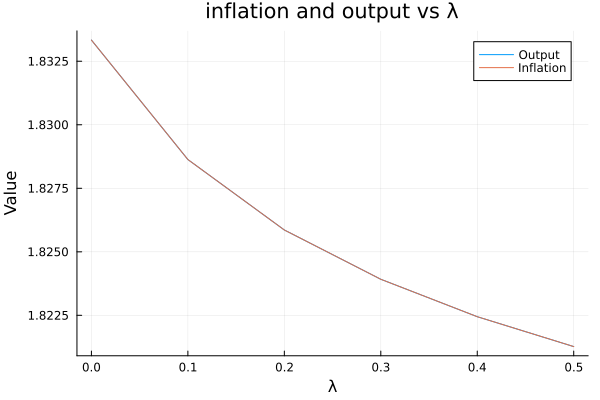 inflation and output vs λ
Output
Inflation
Value
1.8325
1.8300
1.8275
1.8250
1.8225
0.0
0.1
0.2
0.3
0.4
0.5
λ